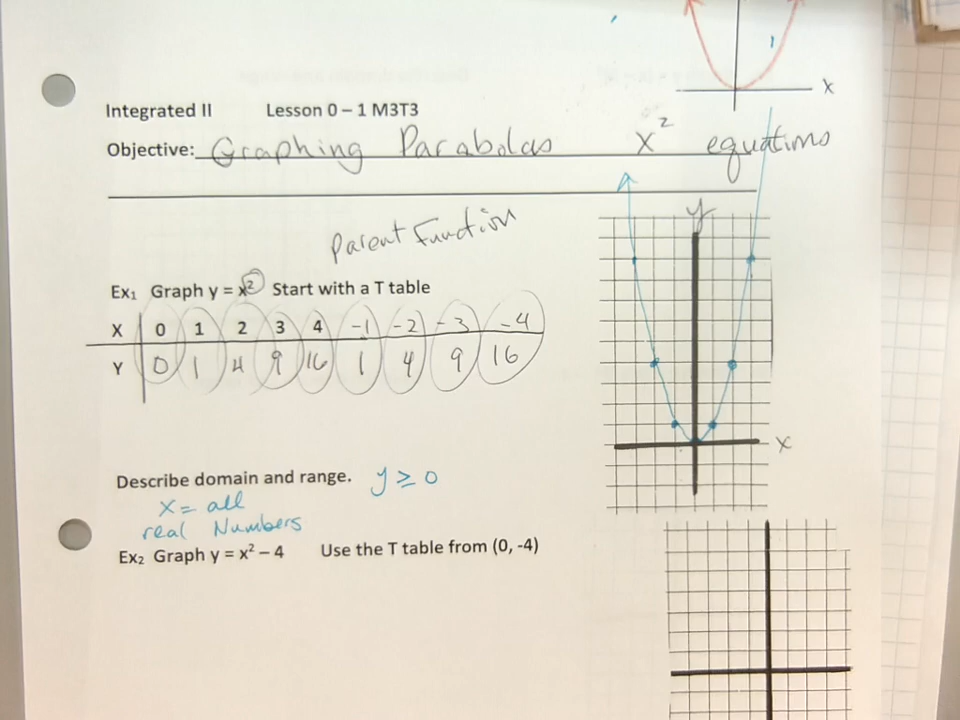 x
Integrated II Lesson 0 – 1 M3T3
Objective: Graphing Parabolas x² equations
Parent Function
y
Ex₁ Graph y = x² Start with a T table
X 0 1 2 3 4 -1 -2 -3 -4
Y 0 1 4 9 16 1 4 9 16
x
Describe domain and range. y ≥ 0
x = all
real Numbers
Ex₂ Graph y = x² – 4 Use the T table from (0, -4)